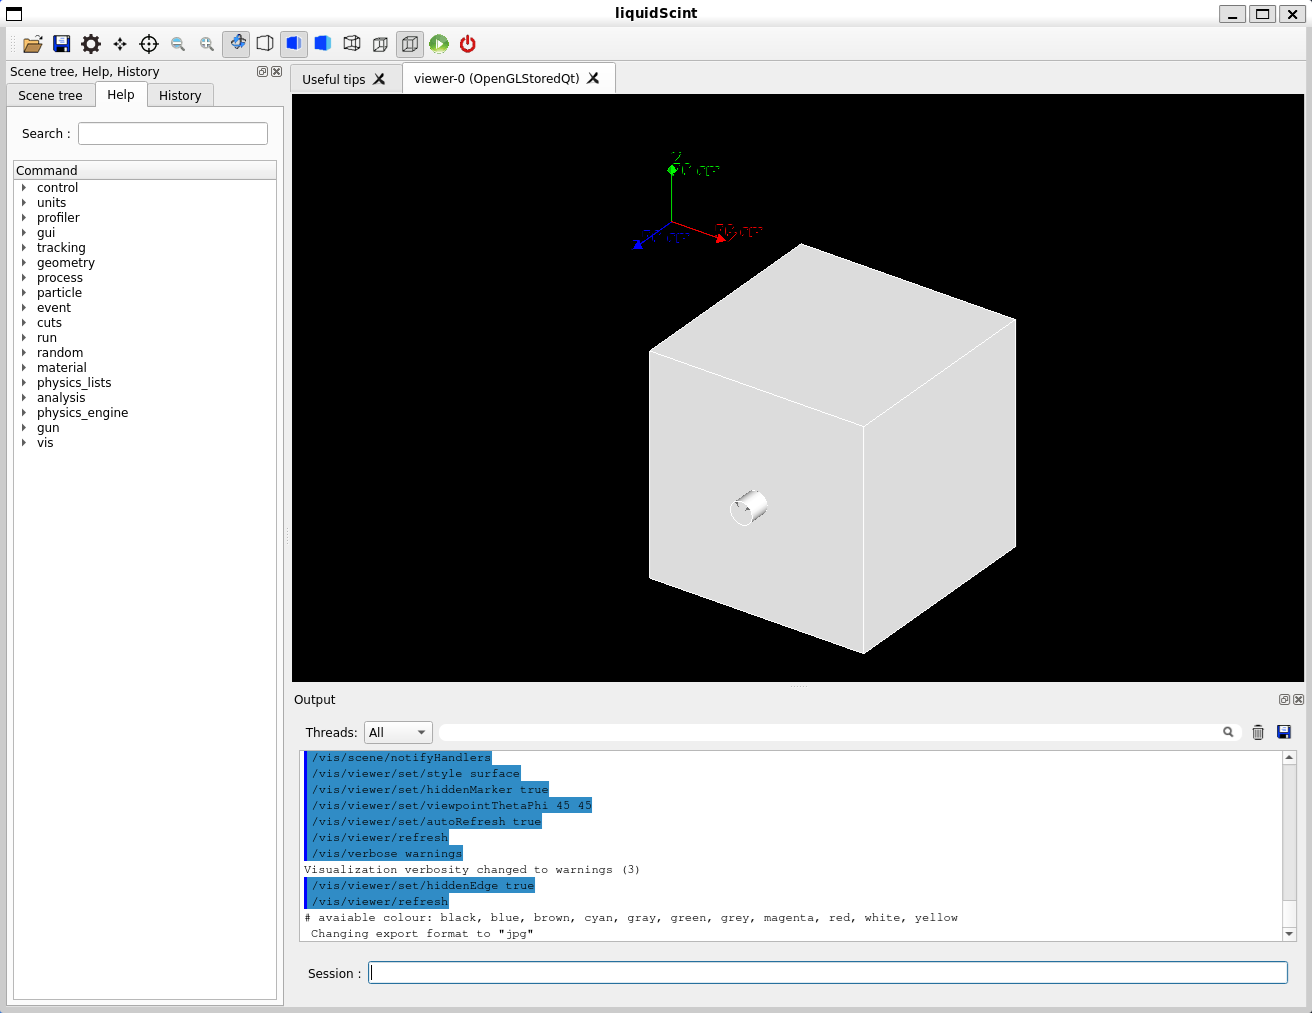 liquidScint
Scene tree, Help, History
Useful tips
viewer-0 (OpenGLStoredQt)
Scene tree
Help
History
Search :
Command
control
units
profiler
gui
tracking
geometry
process
particle
event
cuts
run
random
material
physics_lists
analysis
physics_engine
gun
vis
Output
Threads:
All
/vis/scene/notifyHandlers
/vis/viewer/set/style surface
/vis/viewer/set/hiddenMarker true
/vis/viewer/set/viewpointThetaPhi 45 45
/vis/viewer/set/autoRefresh true
/vis/viewer/refresh
/vis/verbose warnings
Visualization verbosity changed to warnings (3)
/vis/viewer/set/hiddenEdge true
/vis/viewer/refresh
# avaiable colour: black, blue, brown, cyan, gray, green, grey, magenta, red, white, yellow
Changing export format to "jpg"
Session :